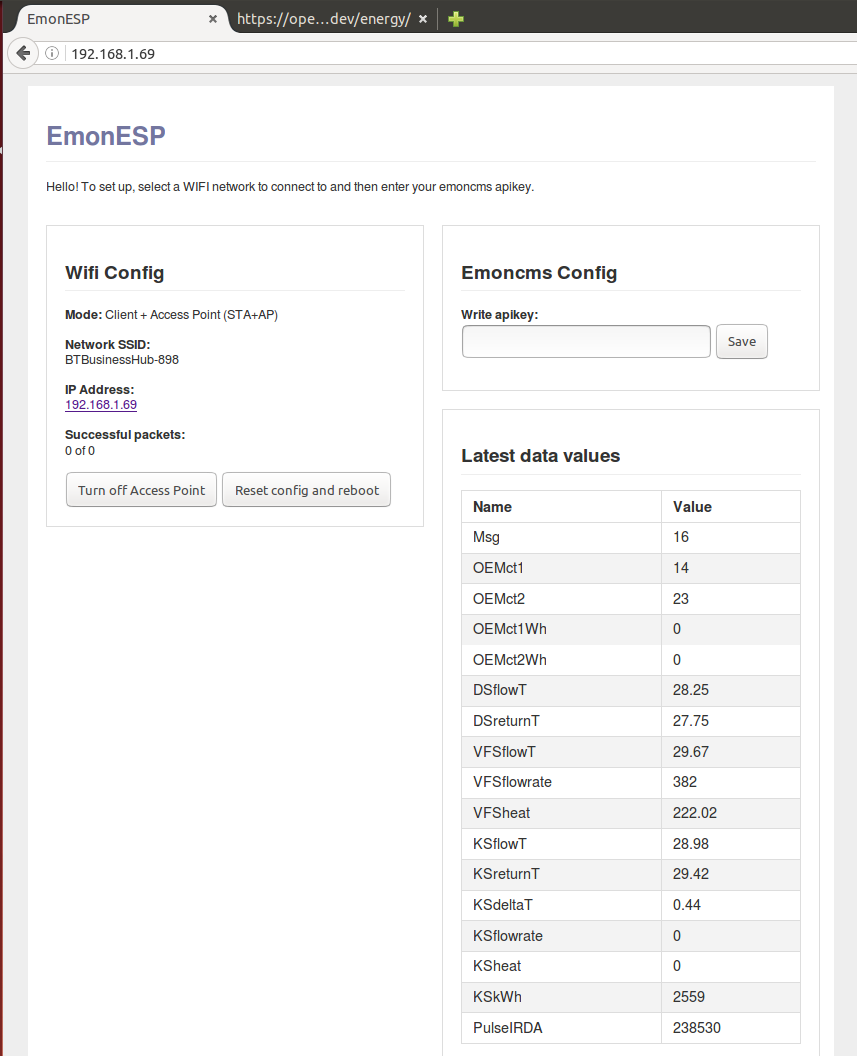 EmonESP
https://ope...dev/energy/
192.168.1.69
EmonESP
Hello! To set up, select a WIFI network to connect to and then enter your emoncms apikey.
Wifi Config
Mode: Client + Access Point (STA+AP)
Network SSID:
BTBusinessHub-898
IP Address:
192.168.1.69
Successful packets:
0 of 0
Turn off Access Point Reset config and reboot
Emoncms Config
Write apikey:
Save
Latest data values
Name Value
Msg 16
OEMct1 14
OEMct2 23
OEMct1Wh 0
OEMct2Wh 0
DSflowT 28.25
DSreturnT 27.75
VFSflowT 29.67
VFSflowrate 382
VFSheat 222.02
KSflowT 28.98
KSreturnT 29.42
KSdeltaT 0.44
KSflowrate 0
KSheat 0
KSkWh 2559
PulseIRDA 238530